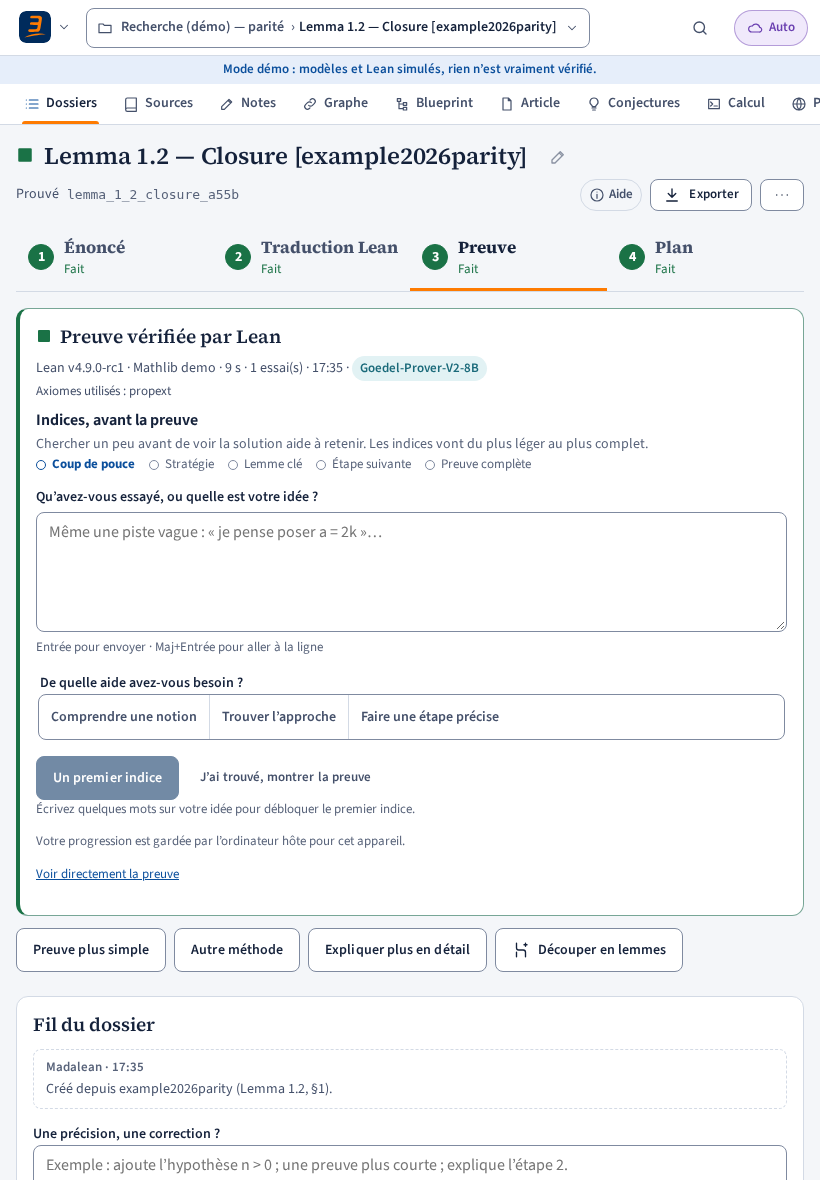 Recherche (démo) — parité › Lemma 1.2 — Closure [example2026parity]
Auto
Mode démo : modèles et Lean simulés, rien n’est vraiment vérifié.
Dossiers Sources Notes Graphe Blueprint Article Conjectures Calcul P
Lemma 1.2 — Closure [example2026parity]
Prouvé lemma_1_2_closure_a55b
Aide Exporter ...
1 Énoncé Fait
2 Traduction Lean Fait
3 Preuve Fait
4 Plan Fait
Preuve vérifiée par Lean
Lean v4.9.0-rc1 · Mathlib demo · 9 s · 1 essai(s) · 17:35 · Goedel-Prover-V2-8B
Axiomes utilisés : propext
Indices, avant la preuve
Chercher un peu avant de voir la solution aide à retenir. Les indices vont du plus léger au plus complet.
Coup de pouce Stratégie Lemme clé Étape suivante Preuve complète
Qu’avez-vous essayé, ou quelle est votre idée ?
Même une piste vague : « je pense poser a = 2k »…
Entrée pour envoyer · Maj+Entrée pour aller à la ligne
De quelle aide avez-vous besoin ?
Comprendre une notion Trouver l’approche Faire une étape précise
Un premier indice J’ai trouvé, montrer la preuve
Écrivez quelques mots sur votre idée pour débloquer le premier indice.
Votre progression est gardée par l’ordinateur hôte pour cet appareil.
Voir directement la preuve
Preuve plus simple Autre méthode Expliquer plus en détail Découper en lemmes
Fil du dossier
Madalean · 17:35
Créé depuis example2026parity (Lemma 1.2, §1).
Une précision, une correction ?
Exemple : ajoute l’hypothèse n > 0 ; une preuve plus courte ; explique l’étape 2.